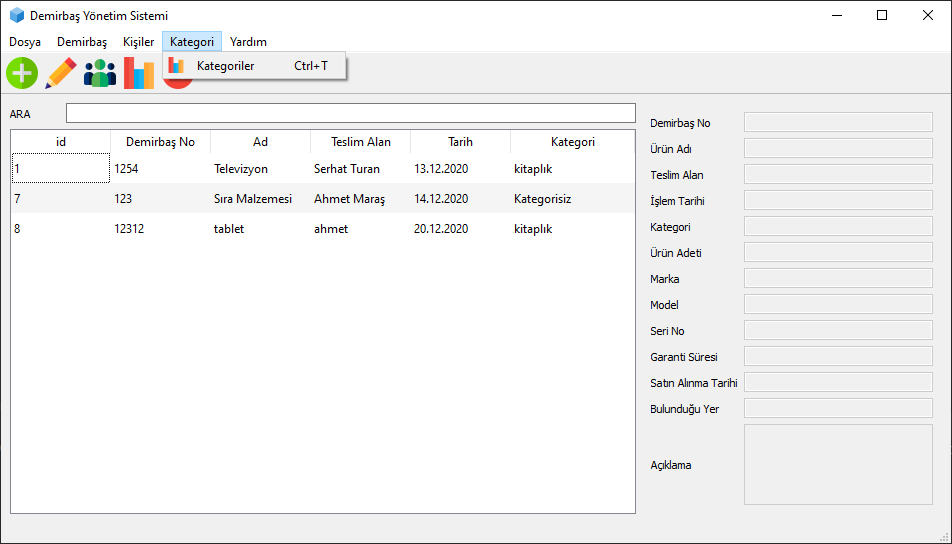 Demirbaş Yönetim Sistemi
Dosya Demirbaş Kişiler Kategori Yardım
Kategoriler Ctrl+T
ARA
id Demirbaş No Ad Teslim Alan Tarih Kategori
1 1254 Televizyon Serhat Turan 13.12.2020 kitaplık
7 123 Sıra Malzemesi Ahmet Maraş 14.12.2020 Kategorisiz
8 12312 tablet ahmet 20.12.2020 kitaplık
Demirbaş No
Ürün Adı
Teslim Alan
İşlem Tarihi
Kategori
Ürün Adeti
Marka
Model
Seri No
Garanti Süresi
Satın Alınma Tarihi
Bulunduğu Yer
Açıklama